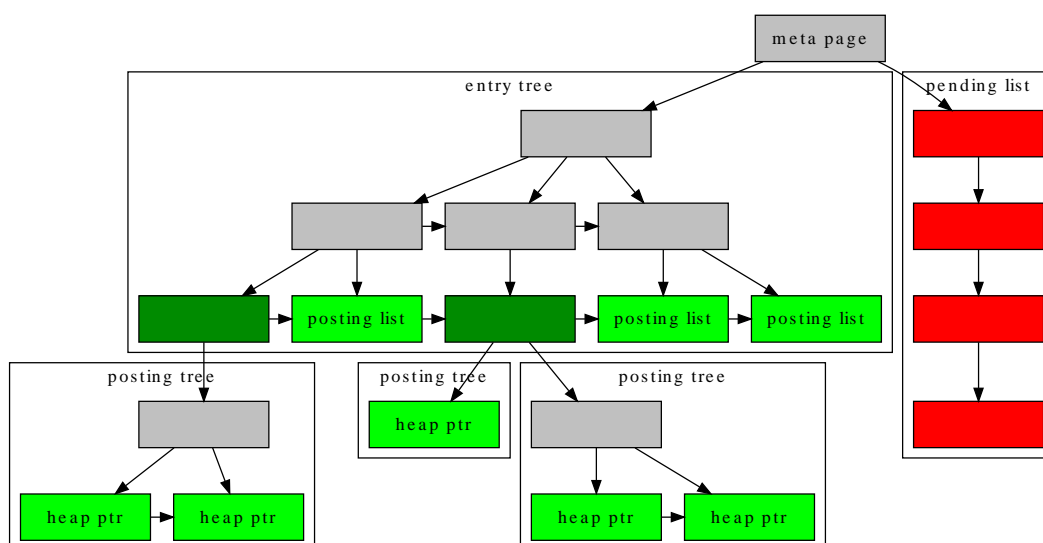 meta page
entry tree
pending list
posting list
posting list
posting list
posting tree
posting tree
posting tree
heap ptr
heap ptr
heap ptr
heap ptr
heap ptr